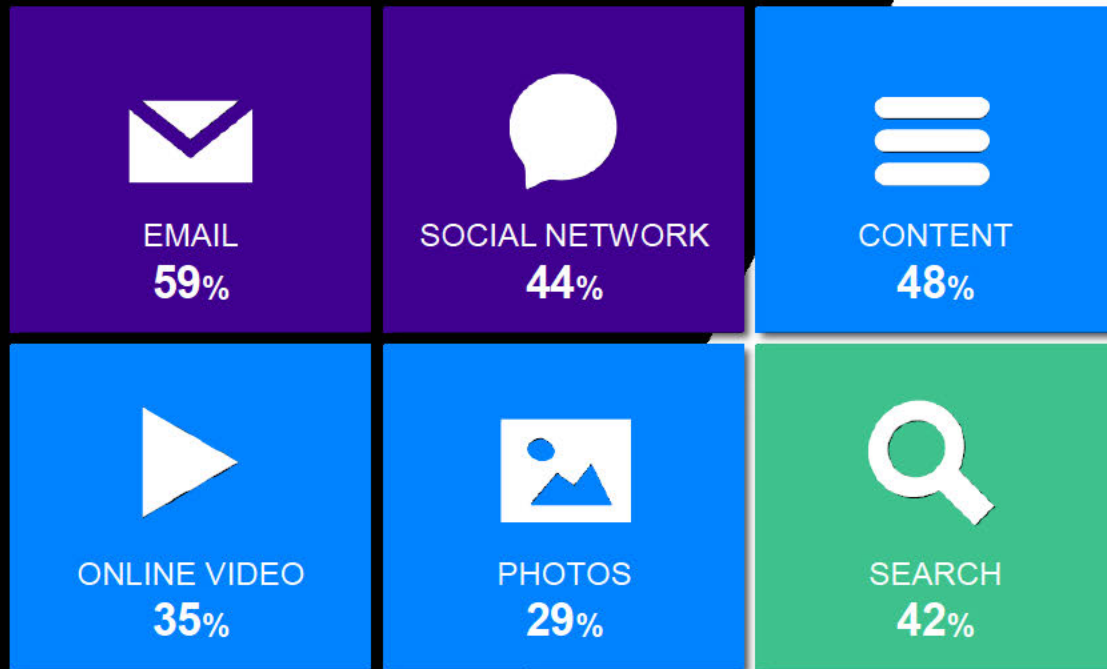 EMAIL
59%
SOCIAL NETWORK
44%
CONTENT
48%
ONLINE VIDEO
35%
PHOTOS
29%
SEARCH
42%